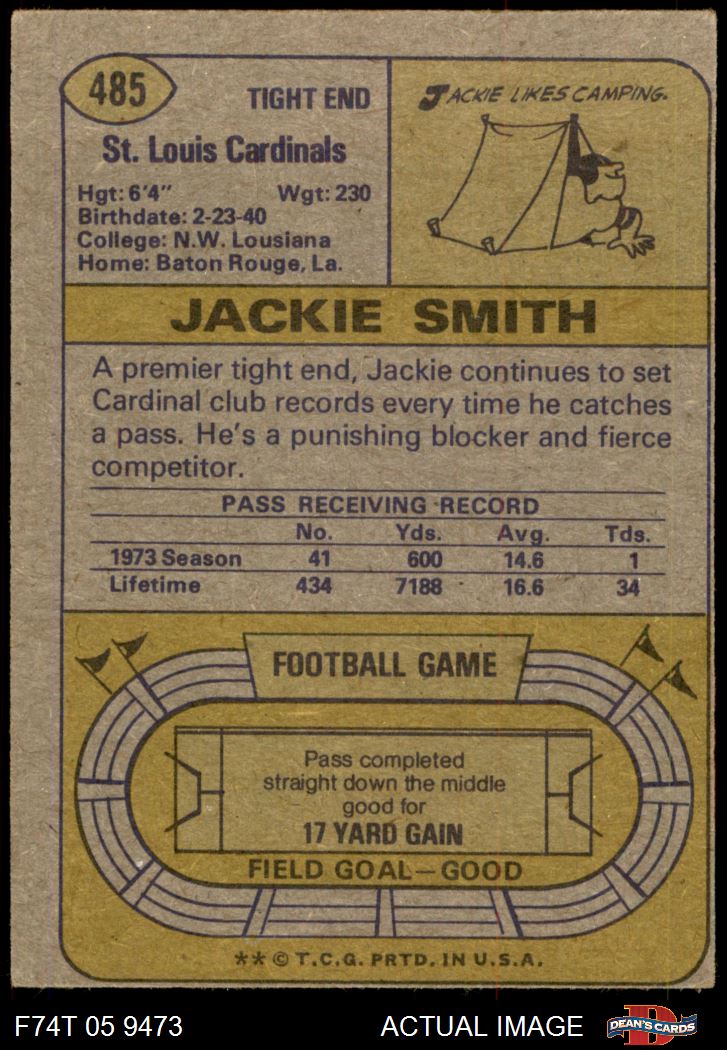 485
TIGHT END
St. Louis Cardinals
Hgt: 6'4" Wgt: 230
Birthdate: 2-23-40
College: N.W. Lousiana
Home: Baton Rouge, La.
JACKIE LIKES CAMPING.
JACKIE SMITH
A premier tight end, Jackie continues to set
Cardinal club records every time he catches
a pass. He's a punishing blocker and fierce
competitor.
PASS RECEIVING RECORD
No. Yds. Avg. Tds.
1973 Season 41 600 14.6 1
Lifetime 434 7188 16.6 34
FOOTBALL GAME
Pass completed
straight down the middle
good for
17 YARD GAIN
FIELD GOAL—GOOD
** © T.C.G. PRTD. IN U.S.A.
F74T 05 9473 ACTUAL IMAGE
D
DEAN'S CARDS